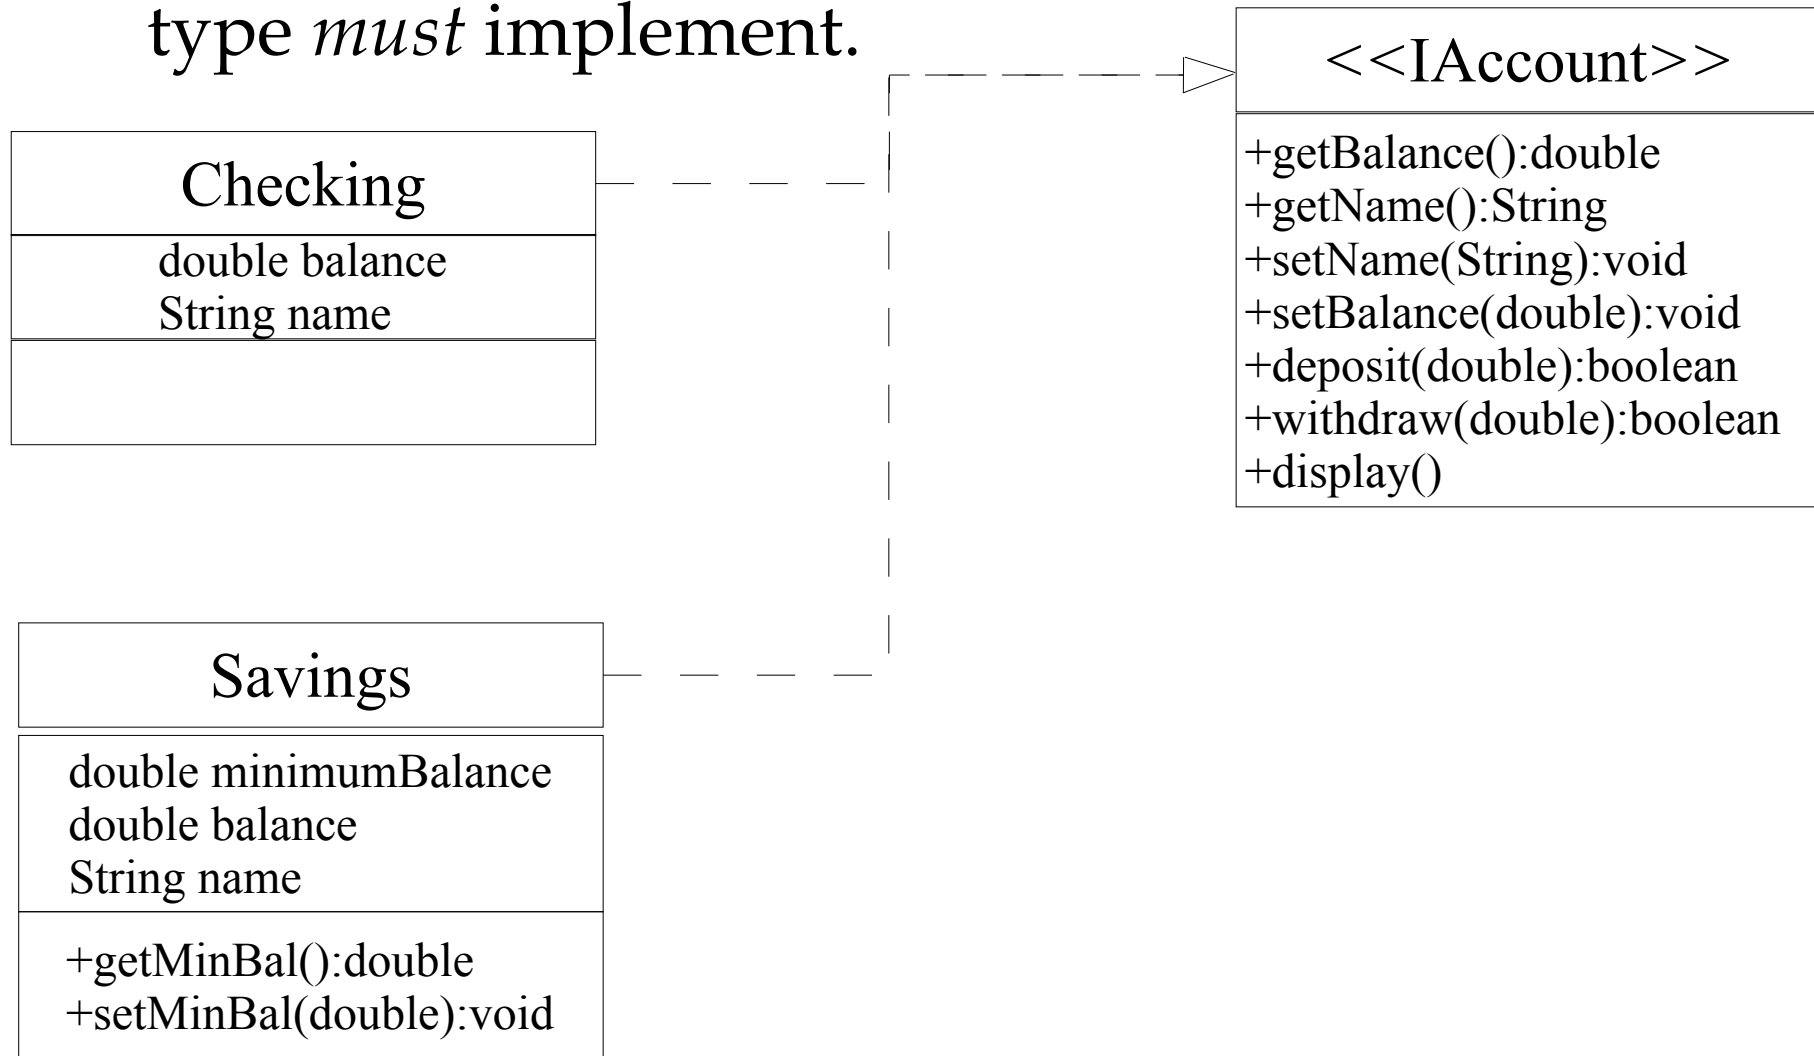 type must implement.
<<IAccount>>
+getBalance():double
+getName():String
+setName(String):void
+setBalance(double):void
+deposit(double):boolean
+withdraw(double):boolean
+display()
Checking
double balance
String name
Savings
double minimumBalance
double balance
String name
+getMinBal():double
+setMinBal(double):void